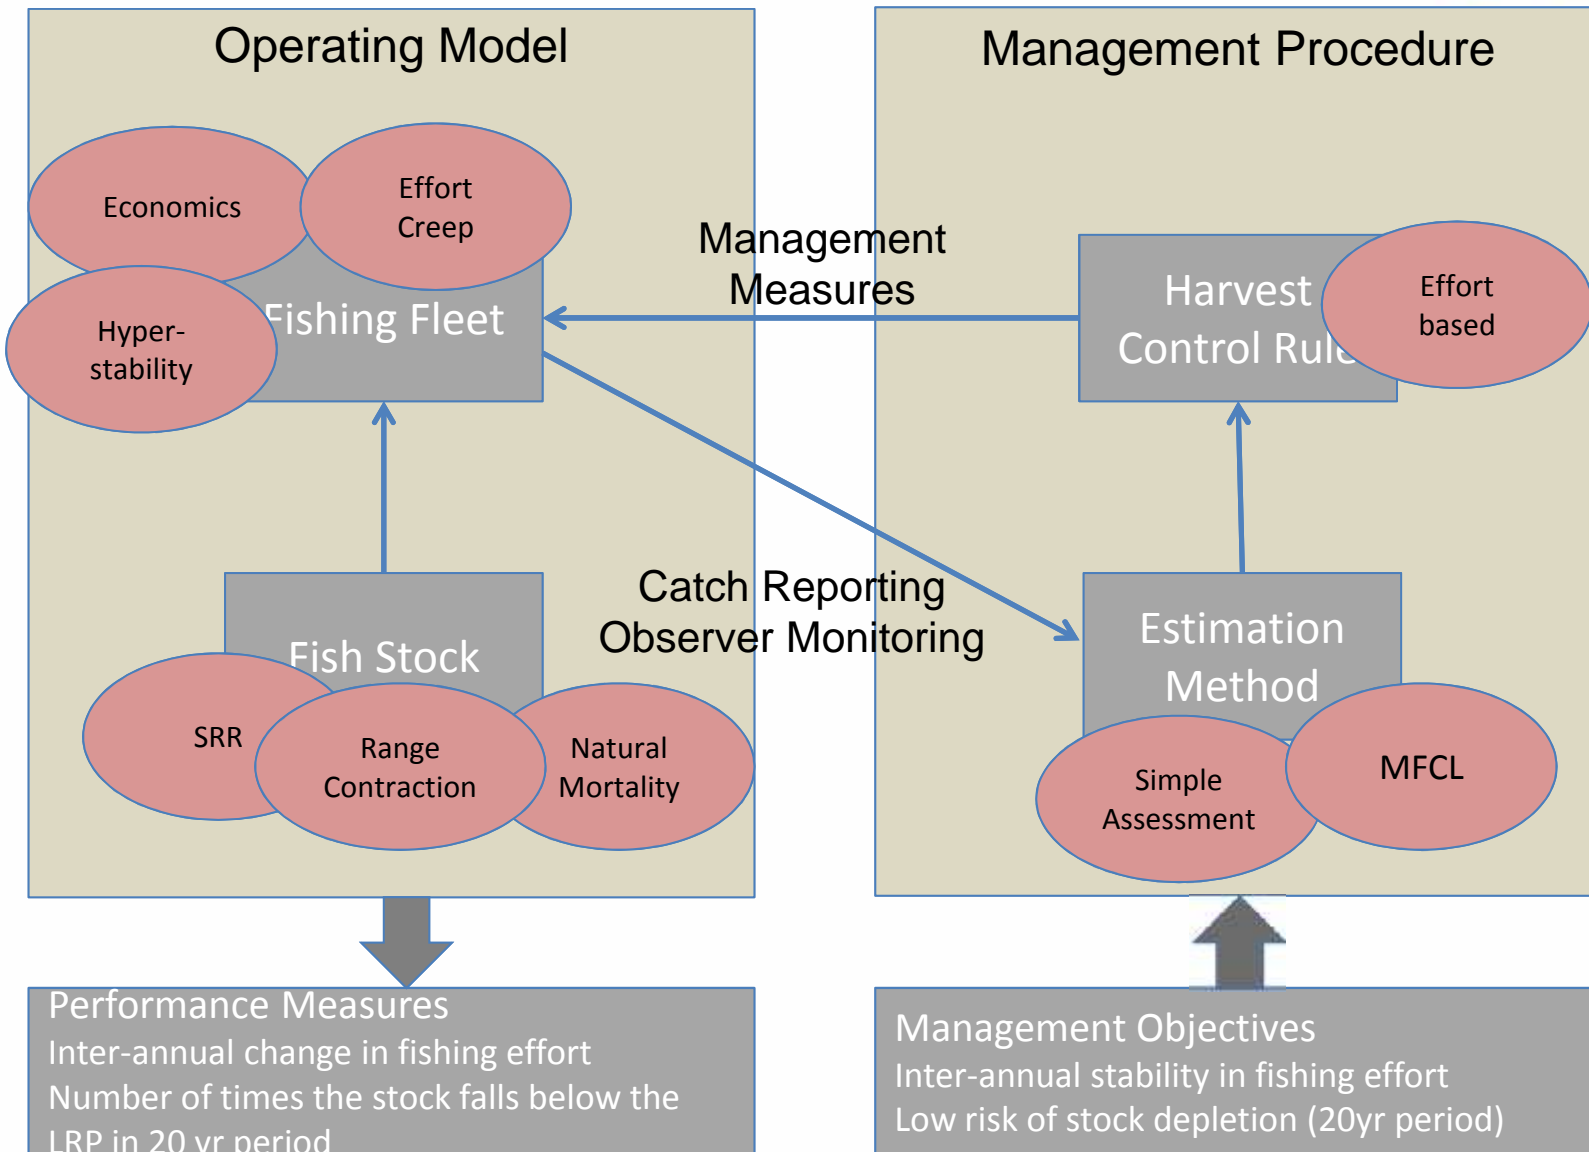 Operating Model
Economics
Effort
Creep
Fishing Fleet
Hyper-
stability
Fish Stock
SRR
Range
Contraction
Natural
Mortality
Management
Measures
Catch Reporting
Observer Monitoring
Management Procedure
Harvest
Control Rule
Effort
based
Estimation
Method
Simple
Assessment
MFCL
Performance Measures
Inter-annual change in fishing effort
Number of times the stock falls below the
LRP in 20 yr period
Management Objectives
Inter-annual stability in fishing effort
Low risk of stock depletion (20yr period)